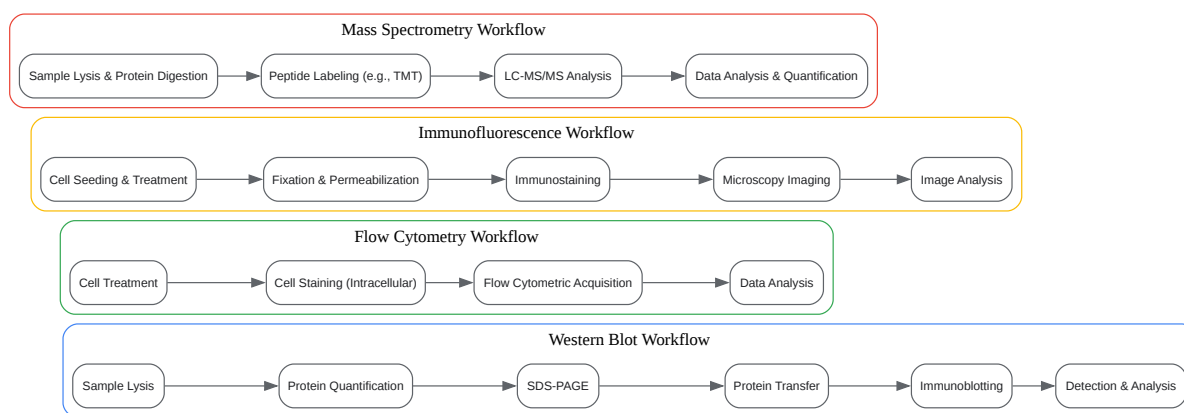 Mass Spectrometry Workflow
Sample Lysis & Protein Digestion
Peptide Labeling (e.g., TMT)
LC-MS/MS Analysis
Data Analysis & Quantification
Immunofluorescence Workflow
Cell Seeding & Treatment
Fixation & Permeabilization
Immunostaining
Microscopy Imaging
Image Analysis
Flow Cytometry Workflow
Cell Treatment
Cell Staining (Intracellular)
Flow Cytometric Acquisition
Data Analysis
Western Blot Workflow
Sample Lysis
Protein Quantification
SDS-PAGE
Protein Transfer
Immunoblotting
Detection & Analysis